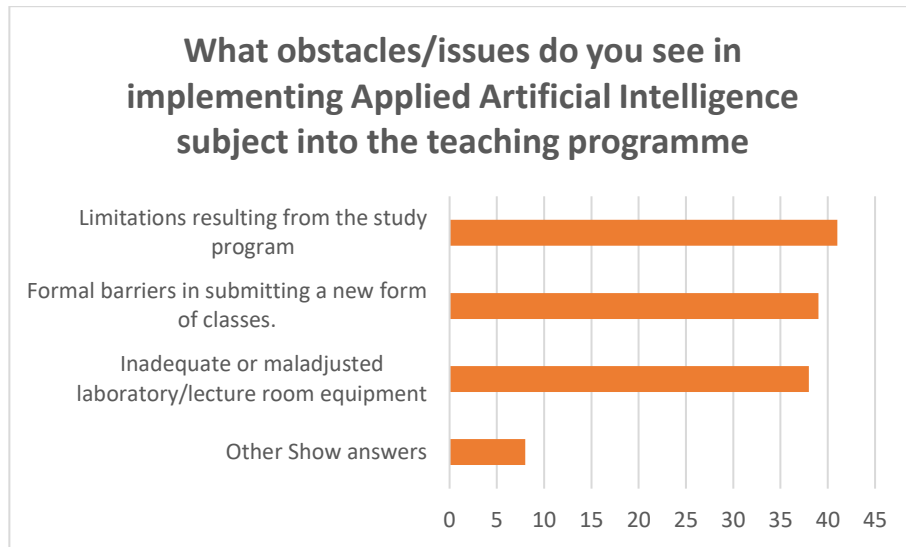 What obstacles/issues do you see in
implementing Applied Artificial Intelligence
subject into the teaching programme
Limitations resulting from the study
program
Formal barriers in submitting a new form
of classes.
Inadequate or maladjusted
laboratory/lecture room equipment
Other Show answers
0 5 10 15 20 25 30 35 40 45